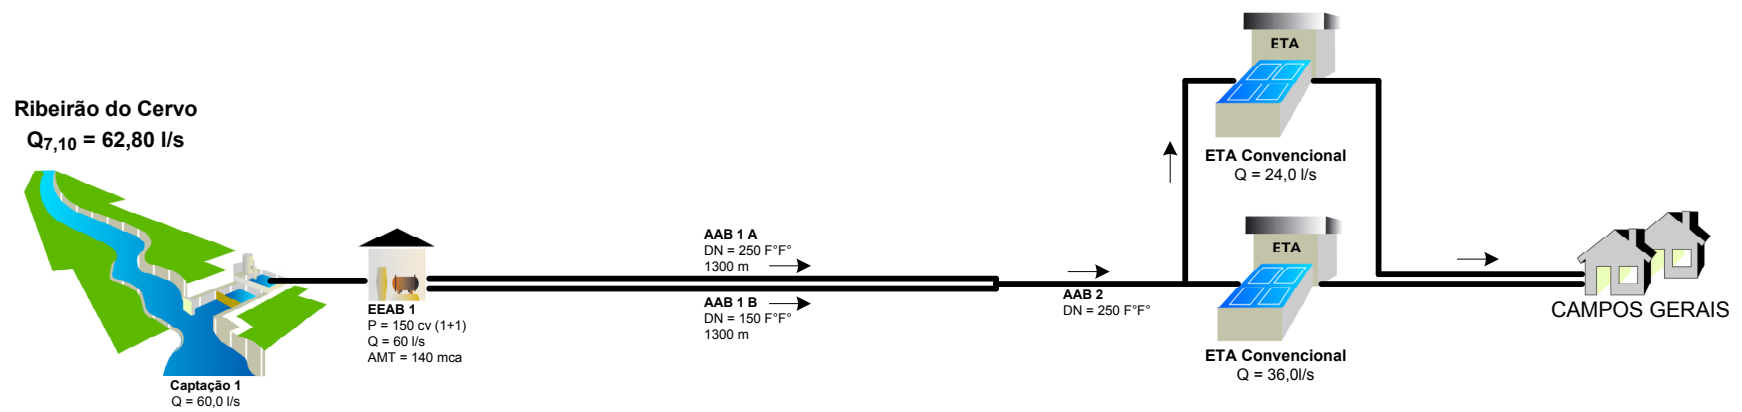 Ribeirão do Cervo
Q7,10 = 62,80 l/s
Captação 1
Q = 60,0 l/s
EEAB 1
P = 150 cv (1+1)
Q = 60 l/s
AMT = 140 mca
AAB 1 A
DN = 250 F°F°
1300 m
AAB 1 B
DN = 150 F°F°
1300 m
AAB 2
DN = 250 F°F°
ETA
ETA Convencional
Q = 24,0 l/s
ETA
ETA Convencional
Q = 36,0l/s
CAMPOS GERAIS